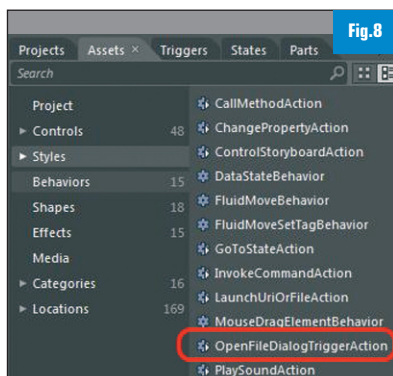 Fig.8
Projects Assets × Triggers States Parts
Search
Project
Controls 48
Styles
Behaviors 15
Shapes 18
Effects 15
Media
Categories 16
Locations 169
CallMethodAction
ChangePropertyAction
ControlStoryboardAction
DataStateBehavior
FluidMoveBehavior
FluidMoveSetTagBehavior
GoToStateAction
InvokeCommandAction
LaunchUriOrFileAction
MouseDragElementBehavior
OpenFileDialogTriggerAction
PlaySoundAction